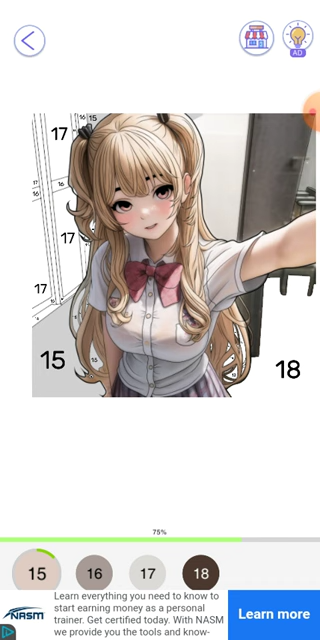 AD
16 15
17
17
16
16
17
17
15
15
18
75%
15
16
17
18
NASM
Learn everything you need to know to
start earning money as a personal
trainer. Get certified today. With NASM
we provide you the tools and know-
Learn more